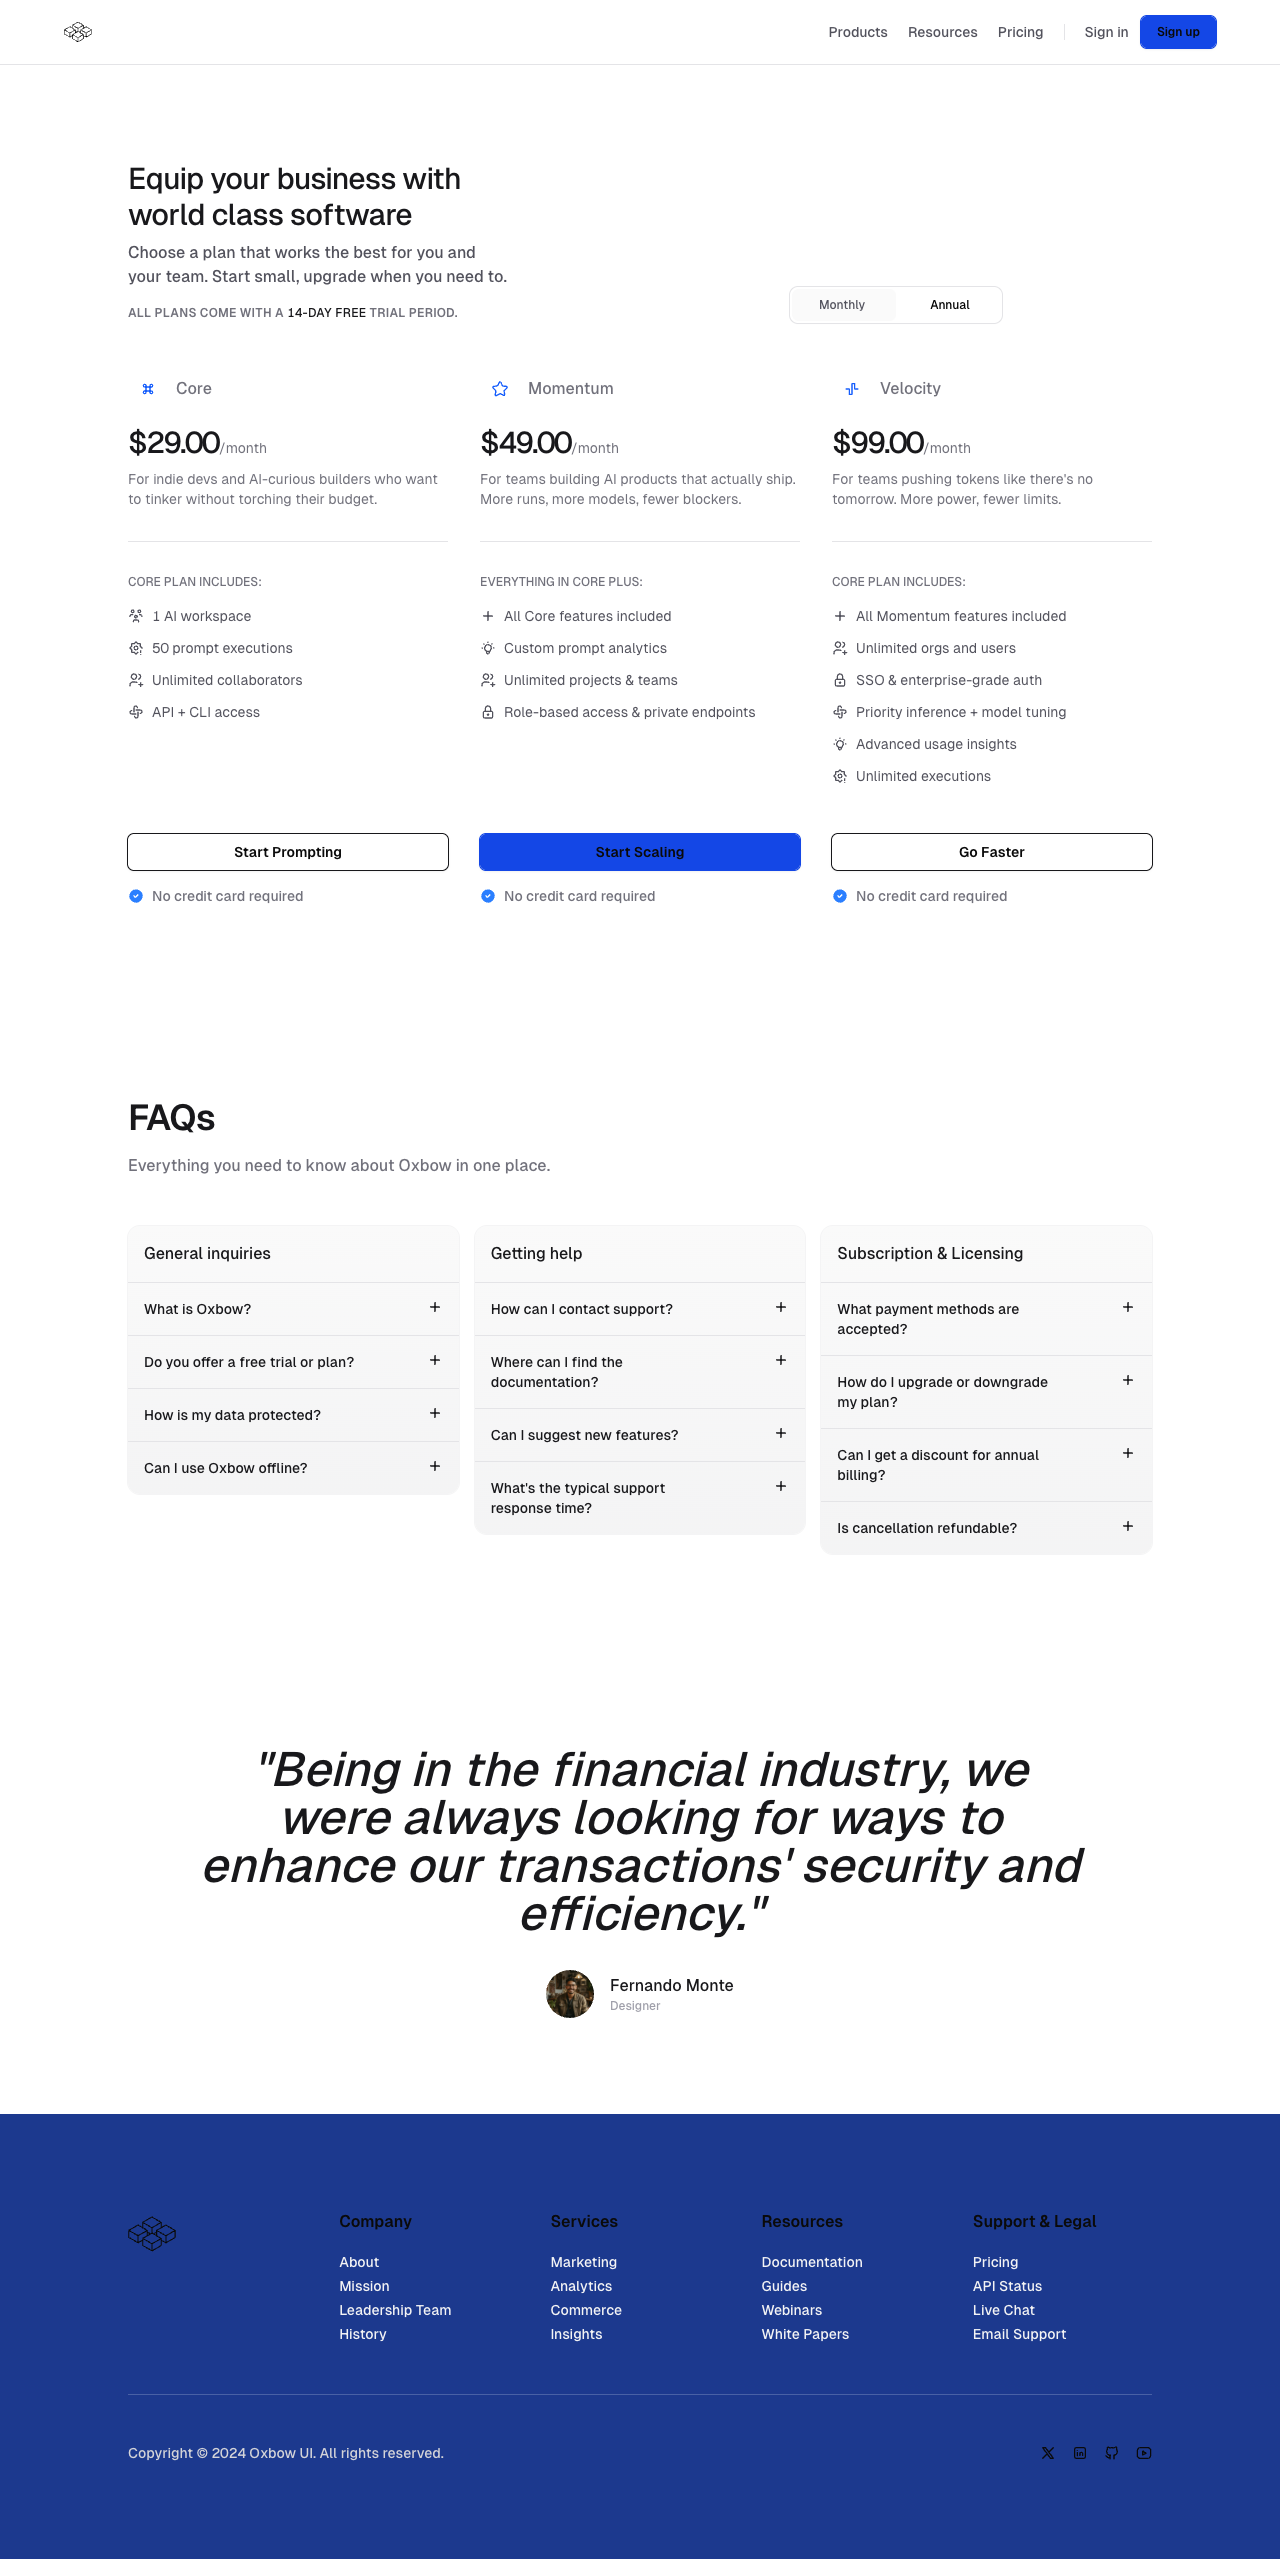 Products Resources Pricing Sign in Sign up
Equip your business with
world class software
Choose a plan that works the best for you and
your team. Start small, upgrade when you need to.
ALL PLANS COME WITH A 14-DAY FREE TRIAL PERIOD.
Monthly Annual
Core
$29.00/month
For indie devs and AI-curious builders who want
to tinker without torching their budget.
CORE PLAN INCLUDES:
1 AI workspace
50 prompt executions
Unlimited collaborators
API + CLI access
Start Prompting
No credit card required
Momentum
$49.00/month
For teams building AI products that actually ship.
More runs, more models, fewer blockers.
EVERYTHING IN CORE PLUS:
All Core features included
Custom prompt analytics
Unlimited projects & teams
Role-based access & private endpoints
Start Scaling
No credit card required
Velocity
$99.00/month
For teams pushing tokens like there's no
tomorrow. More power, fewer limits.
CORE PLAN INCLUDES:
All Momentum features included
Unlimited orgs and users
SSO & enterprise-grade auth
Priority inference + model tuning
Advanced usage insights
Unlimited executions
Go Faster
No credit card required
FAQs
Everything you need to know about Oxbow in one place.
General inquiries
What is Oxbow?
Do you offer a free trial or plan?
How is my data protected?
Can I use Oxbow offline?
Getting help
How can I contact support?
Where can I find the
documentation?
Can I suggest new features?
What's the typical support
response time?
Subscription & Licensing
What payment methods are
accepted?
How do I upgrade or downgrade
my plan?
Can I get a discount for annual
billing?
Is cancellation refundable?
"Being in the financial industry, we
were always looking for ways to
enhance our transactions' security and
efficiency."
Fernando Monte
Designer
Company
About
Mission
Leadership Team
History
Services
Marketing
Analytics
Commerce
Insights
Resources
Documentation
Guides
Webinars
White Papers
Support & Legal
Pricing
API Status
Live Chat
Email Support
Copyright © 2024 Oxbow UI. All rights reserved.